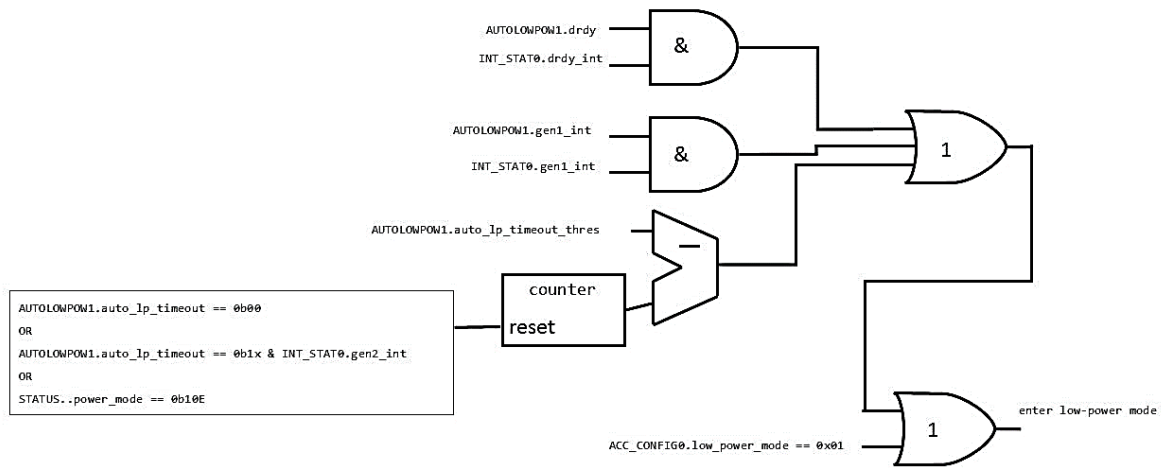 AUTOLOWPOW1.drdy
INT_STAT0.drdy_int
&
AUTOLOWPOW1.gen1_int
INT_STAT0.gen1_int
&
1
AUTOLOWPOW1.auto_lp_timeout_thres
—
counter
reset
AUTOLOWPOW1.auto_lp_timeout == 0b00
OR
AUTOLOWPOW1.auto_lp_timeout == 0b1x & INT_STAT0.gen2_int
OR
STATUS..power_mode == 0b10E
1
enter low-power mode
ACC_CONFIG0.low_power_mode == 0x01